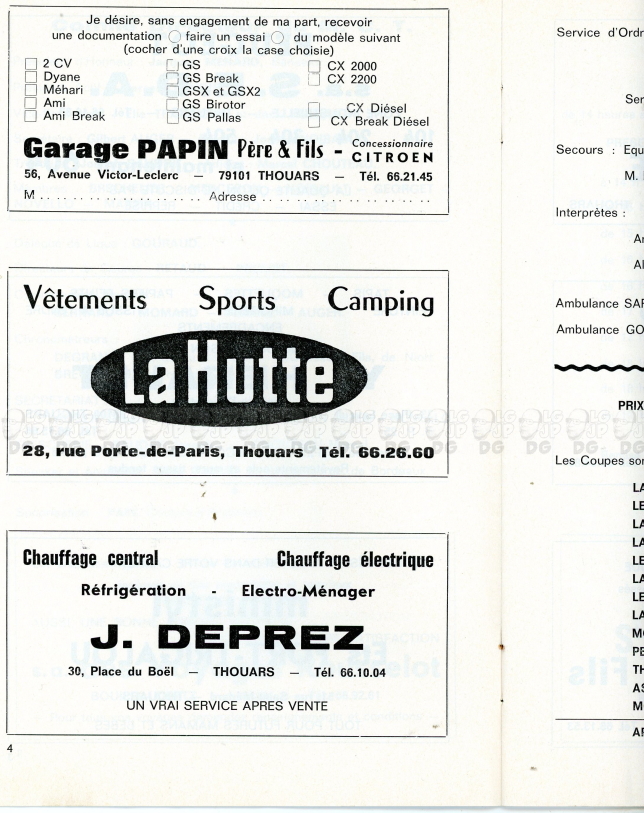 Je désire, sans engagement de ma part, recevoir
une documentation faire un essai du modèle suivant
(cocher d'une croix la case choisie)
2 CV
Dyane
Méhari
Ami
Ami Break
GS
GS Break
GSX et GSX2
GS Birotor
GS Pallas
CX 2000
CX 2200
CX Diésel
CX Break Diésel
Garage PAPIN Père & Fils - Concessionnaire CITROEN
56, Avenue Victor-Leclerc — 79101 THOUARS — Tél. 66.21.45
M. . . . . . . . . . . . . . . . . . . . . . . Adresse . . . . . . . . . . . . . . . . . . . . .
Vêtements Sports Camping
La Hutte
28, rue Porte-de-Paris, Thouars Tél. 66.26.60
Chauffage central Chauffage électrique
Réfrigération - Electro-Ménager
J. DEPREZ
30, Place du Boël — THOUARS — Tél. 66.10.04
UN VRAI SERVICE APRES VENTE
4
Service d'Ordr
Ser
Secours : Equ
M.
Interprètes :
Ambulance SAF
Ambulance GO
PRIX
Les Coupes son
LA
LE
LA
LA
LE
LA
LE
LA
MO
PE
TH
AS
M